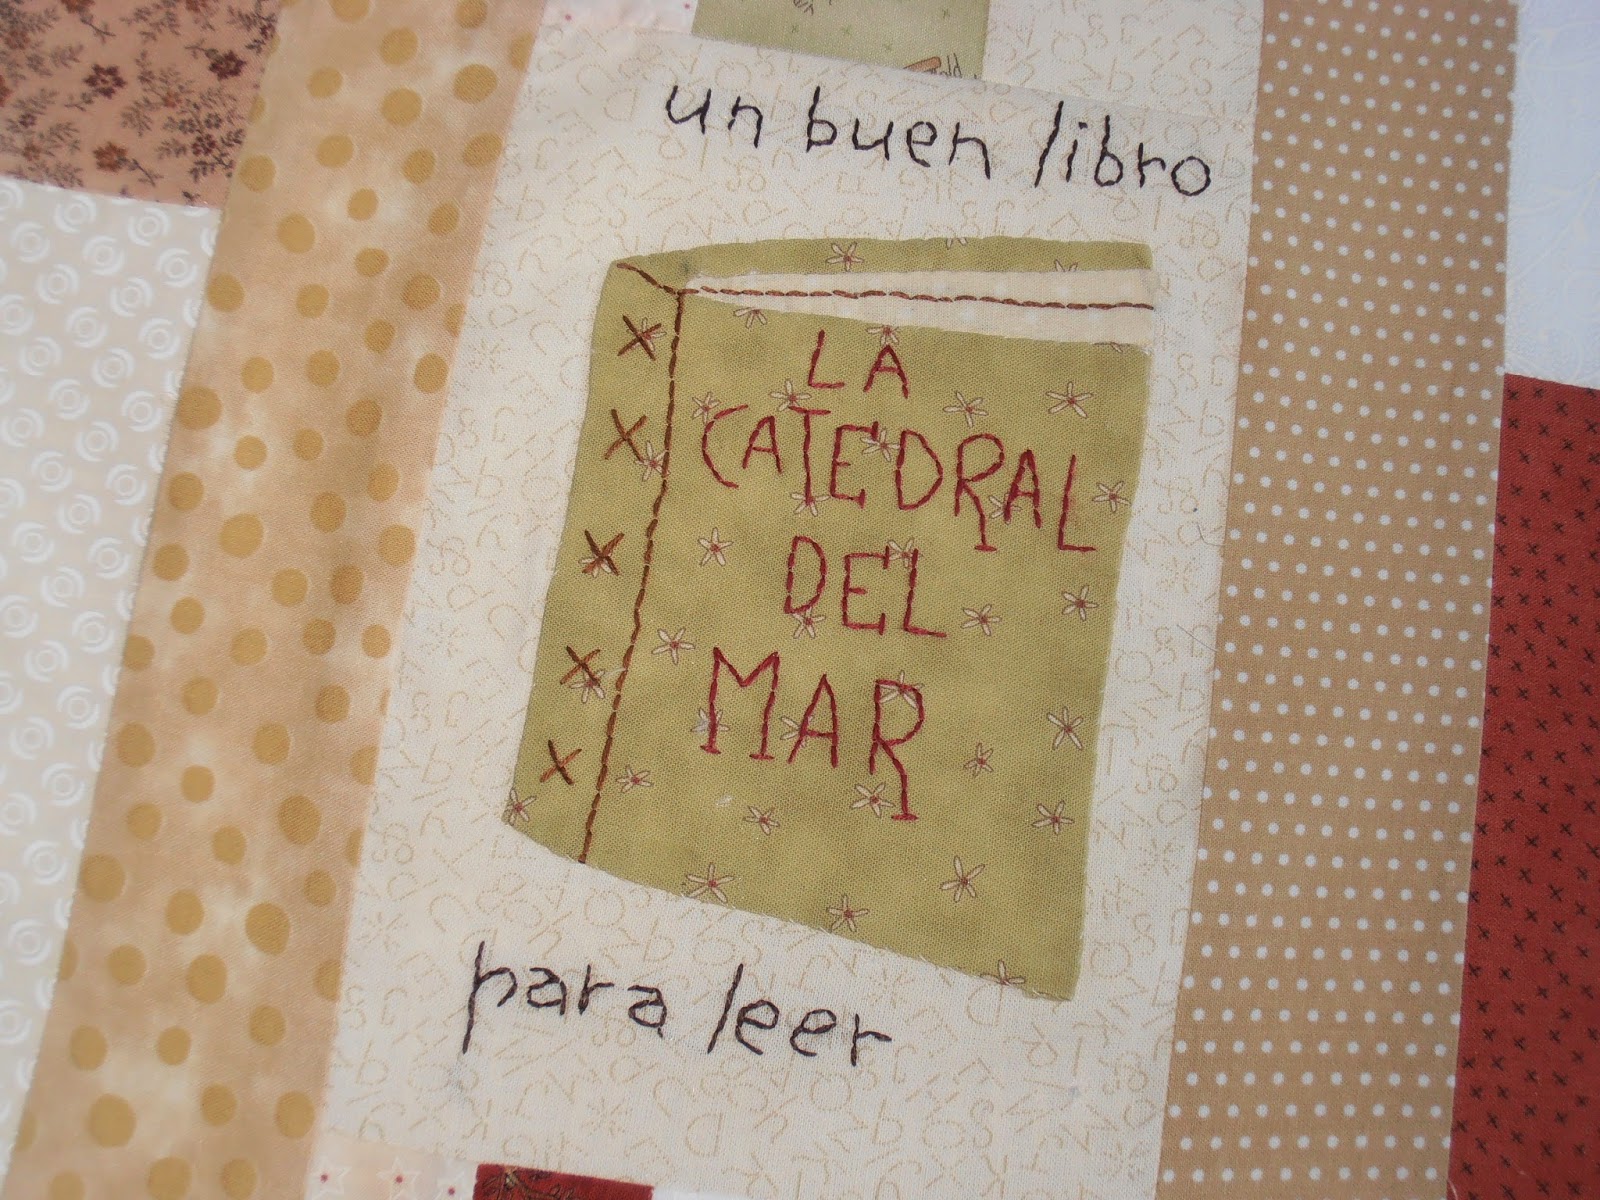 un buen libro
LA
CATEDRAL
DEL
MAR
para leer